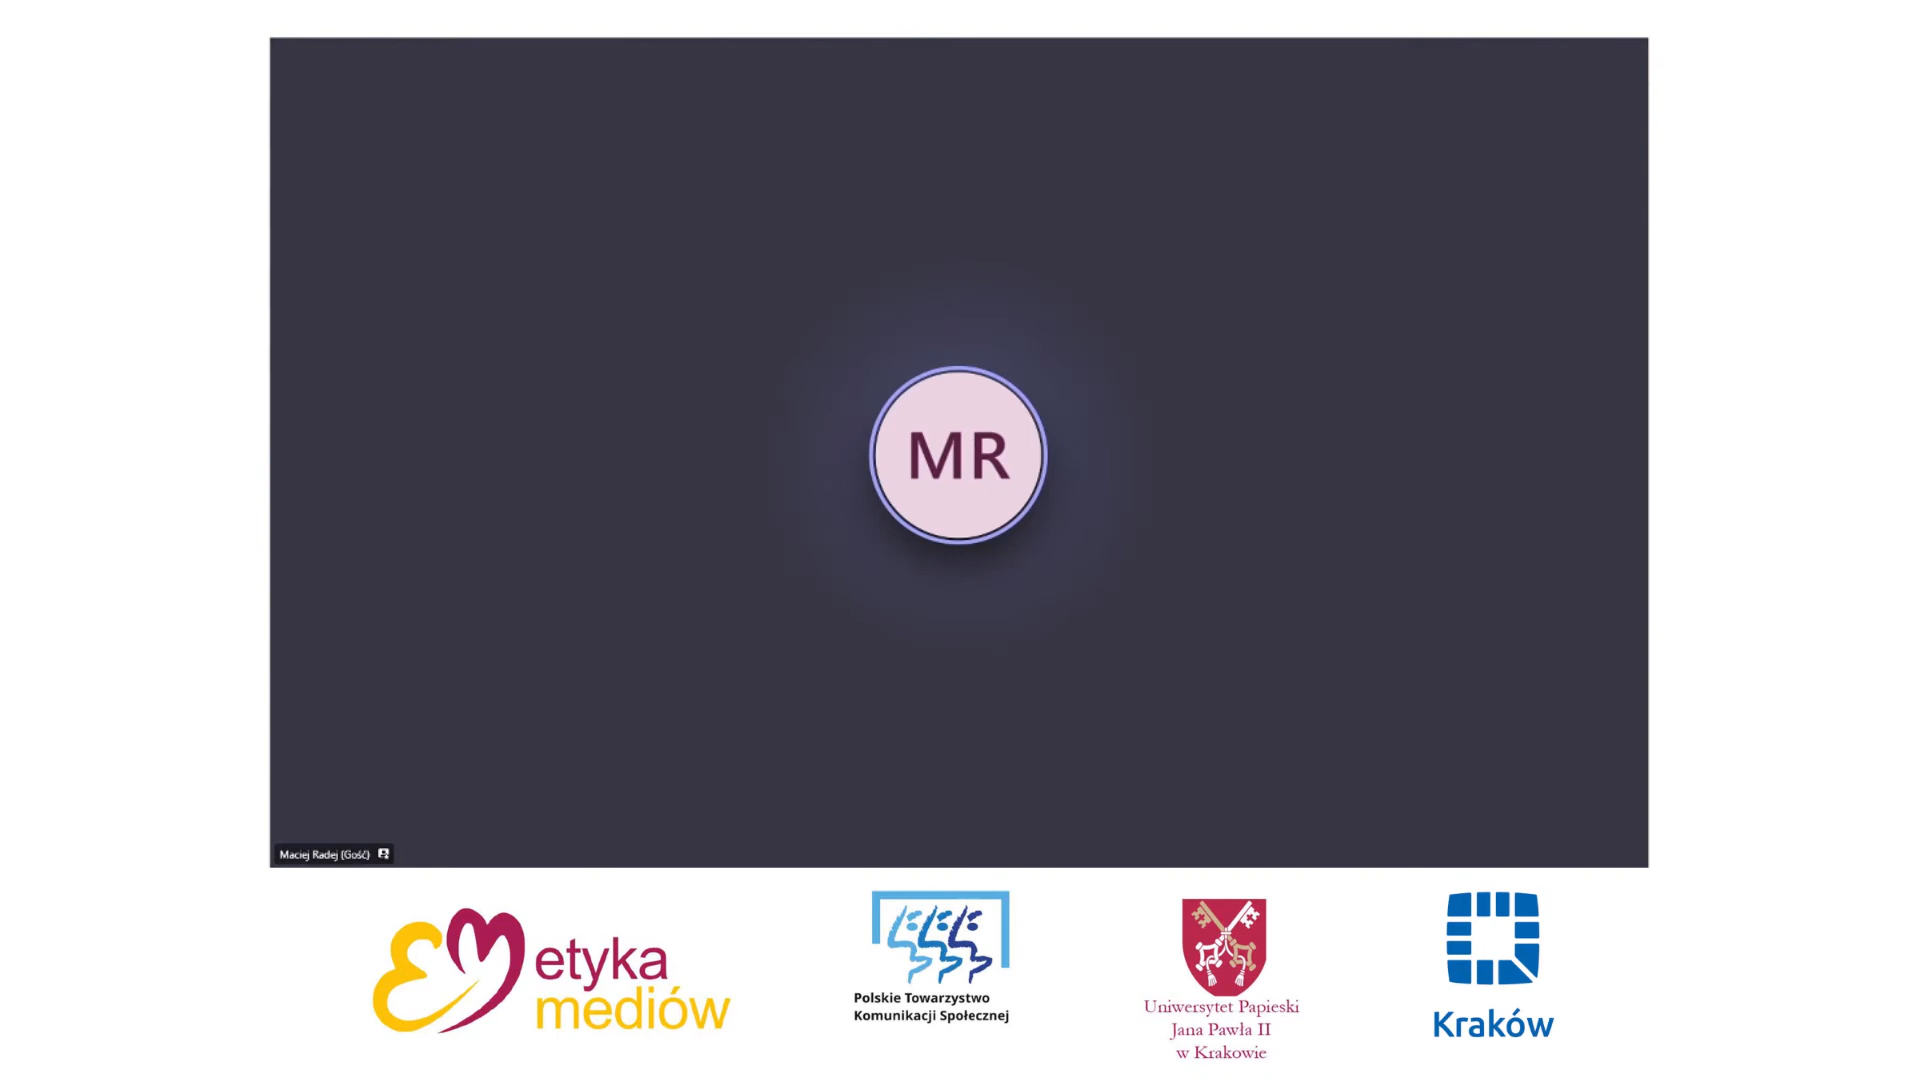 MR
Maciej Radej (Gość)
etyka
mediów
Polskie Towarzystwo
Komunikacji Społecznej
Uniwersytet Papieski
Jana Pawła II
w Krakowie
Kraków